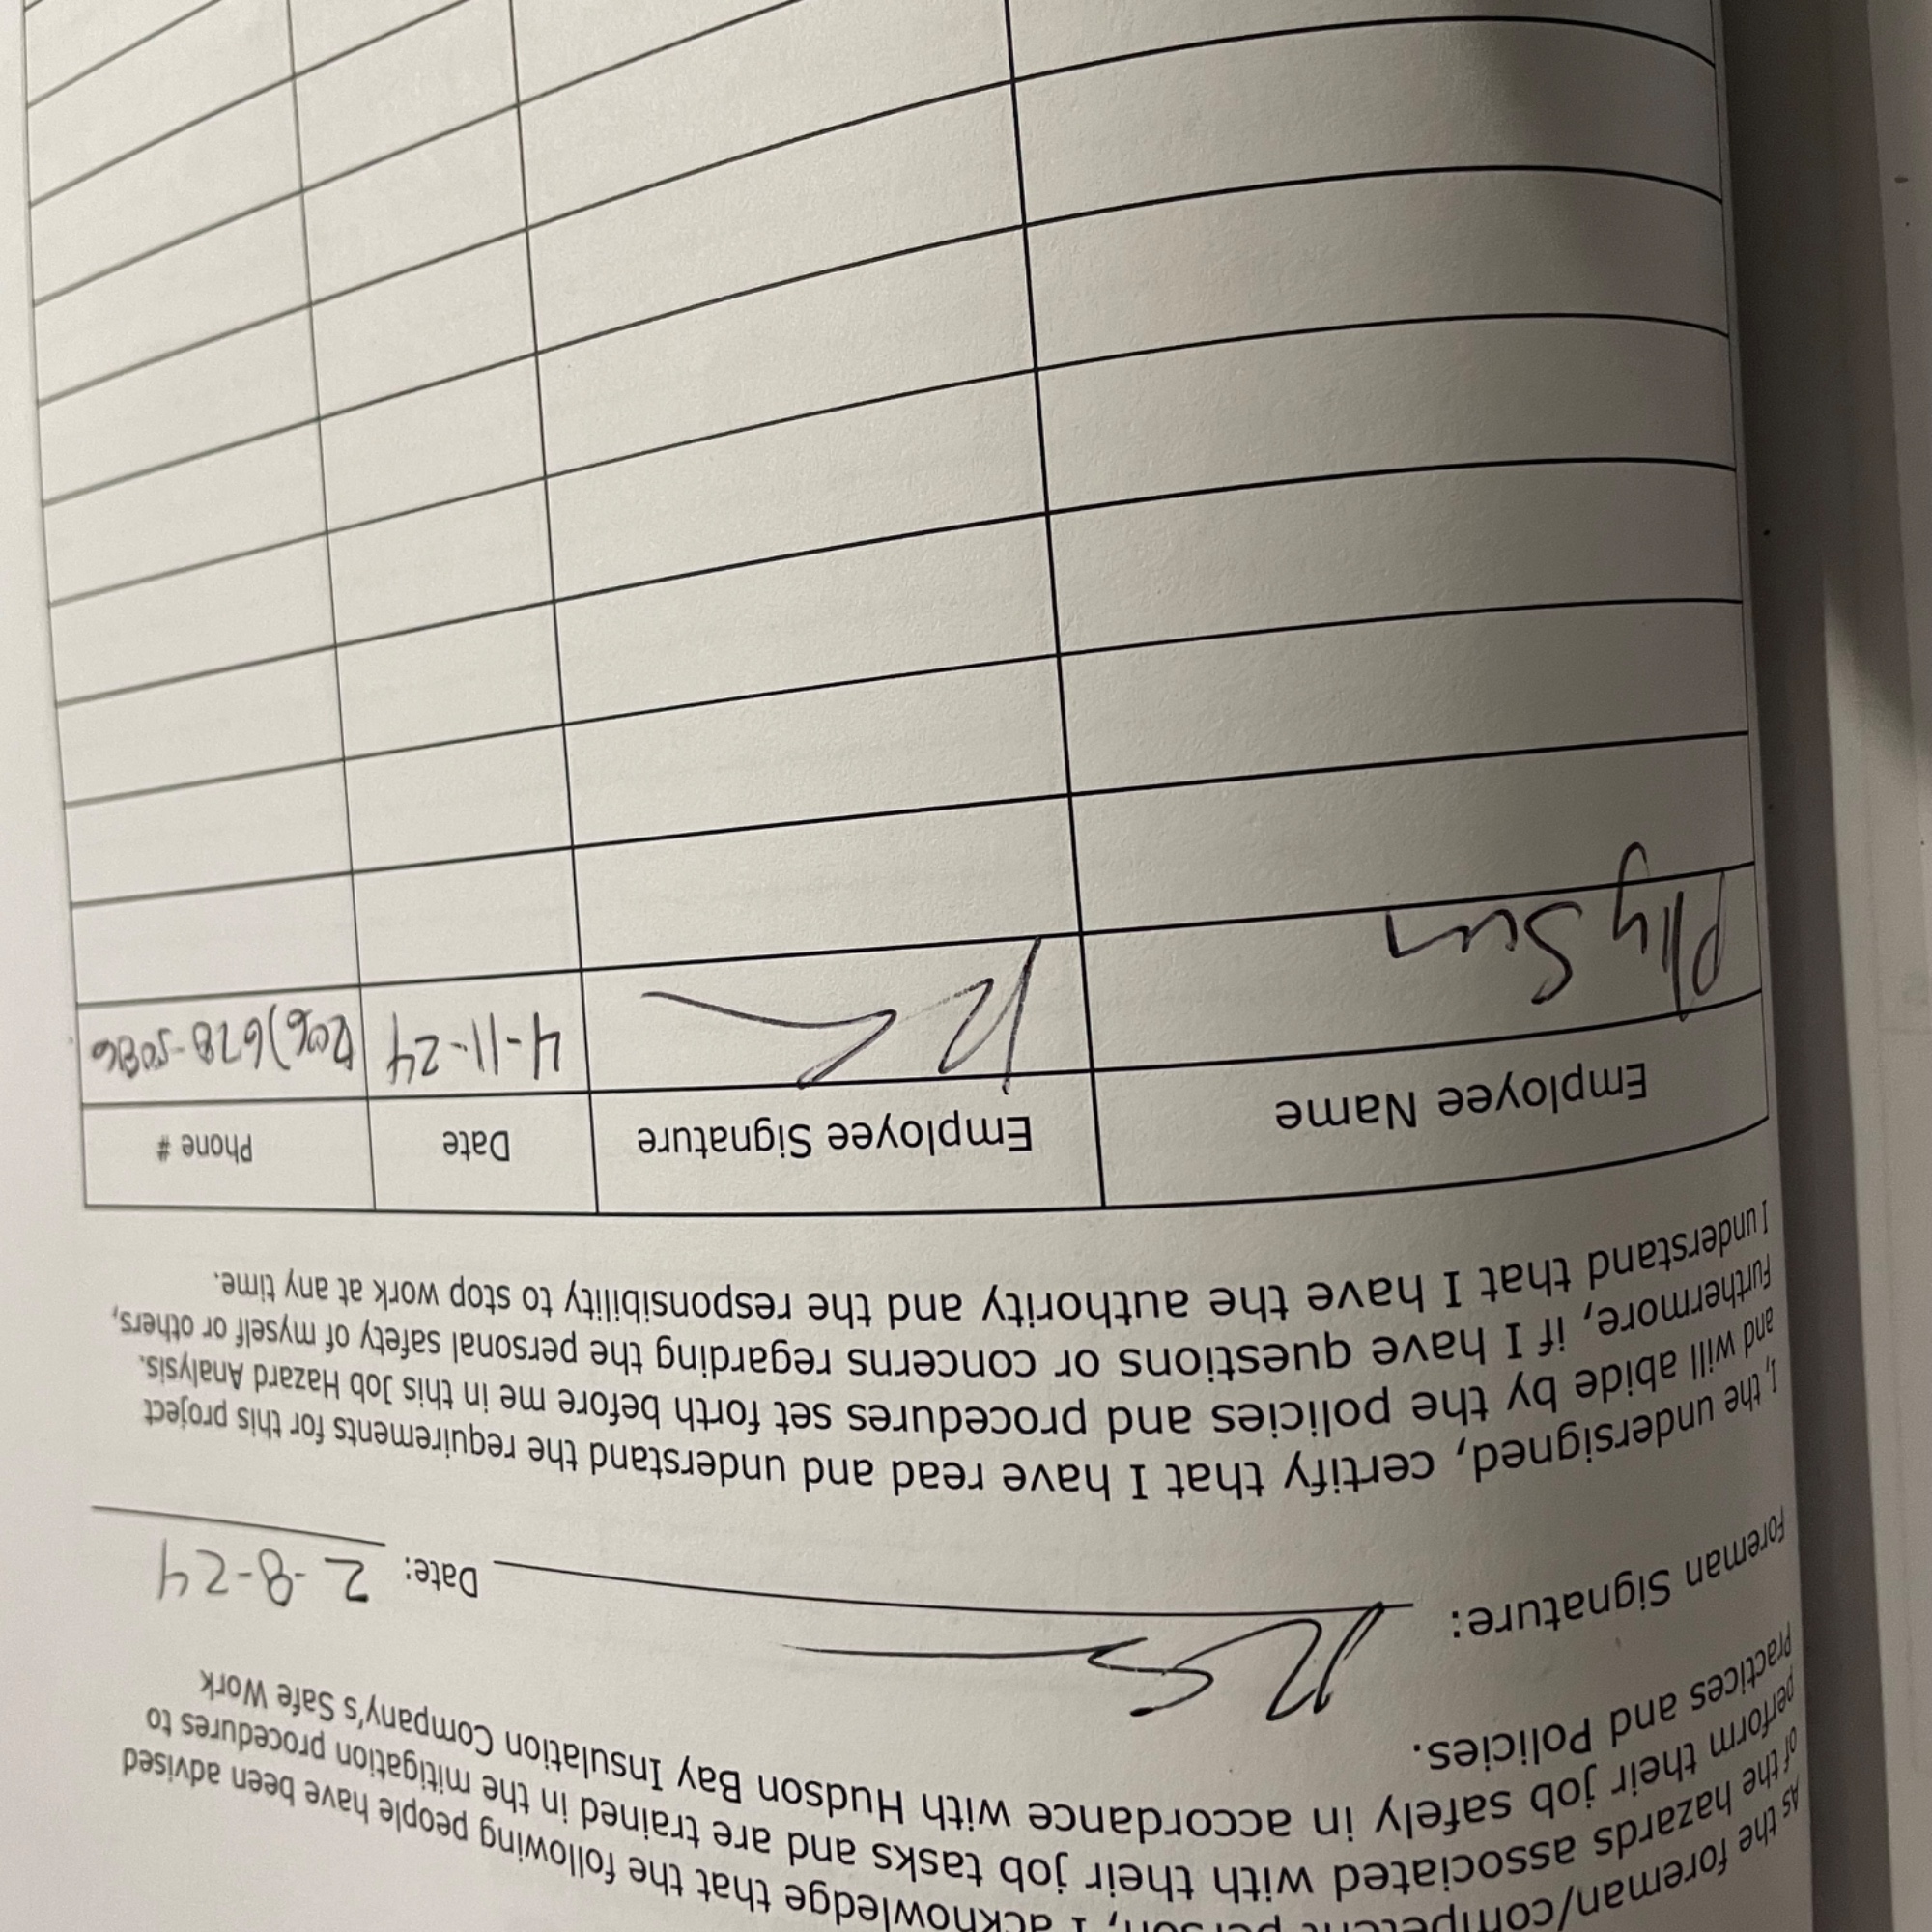 As the foreman/competent person, I acknowledge that the following people have been advised
of the hazards associated with their job tasks and are trained in the mitigation procedures to
perform their job safely in accordance with Hudson Bay Insulation Company's Safe Work
Practices and Policies.
Foreman Signature: Date: 2-8-24
I, the undersigned, certify that I have read and understand the requirements for this project
and will abide by the policies and procedures set forth before me in this Job Hazard Analysis.
Furthermore, if I have questions or concerns regarding the personal safety of myself or others,
I understand that I have the authority and the responsibility to stop work at any time.
Employee Name Employee Signature Date Phone #
Plly Sun 4-11-24 206)678-5086